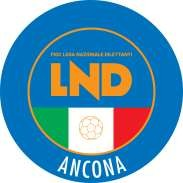 FIGC LEGA NAZIONALE DILETTANTI
LND
ANCONA